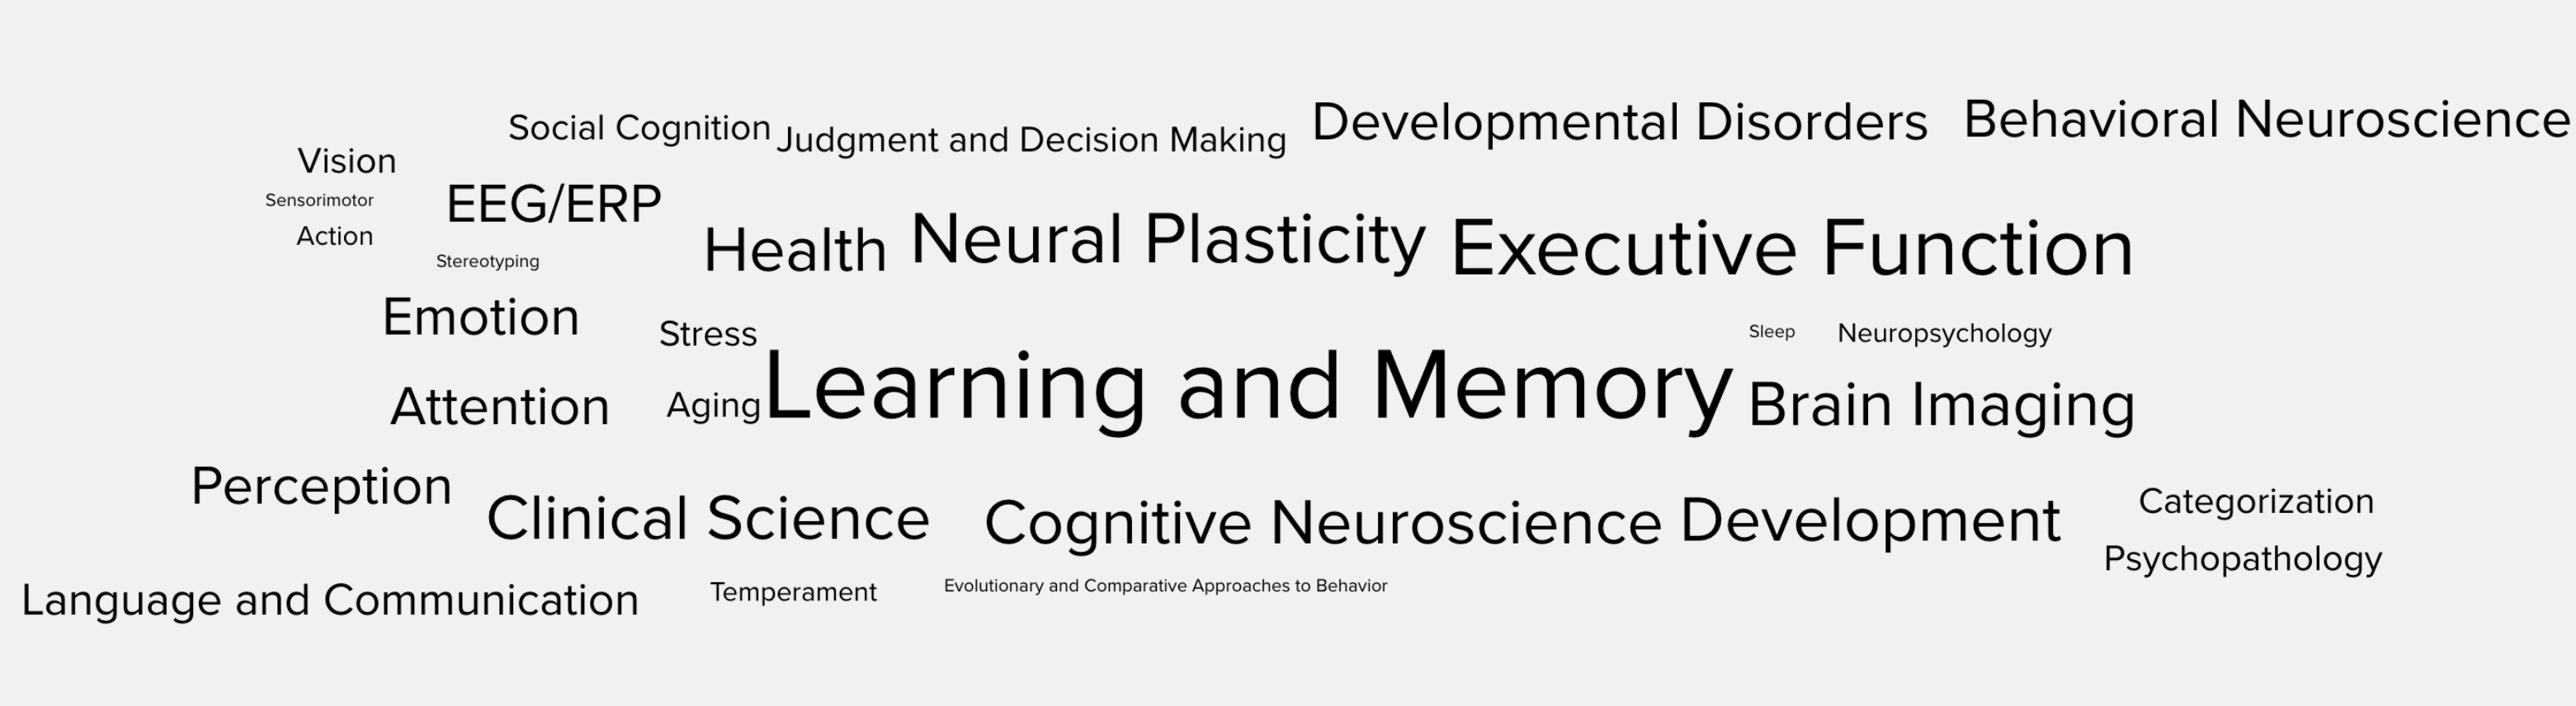 Social Cognition
Judgment and Decision Making
Developmental Disorders
Behavioral Neuroscience
Vision
Sensorimotor
EEG/ERP
Action
Stereotyping
Health
Neural Plasticity
Executive Function
Emotion
Stress
Sleep
Neuropsychology
Attention
Aging
Learning and Memory
Brain Imaging
Perception
Clinical Science
Cognitive Neuroscience
Development
Categorization
Psychopathology
Language and Communication
Temperament
Evolutionary and Comparative Approaches to Behavior